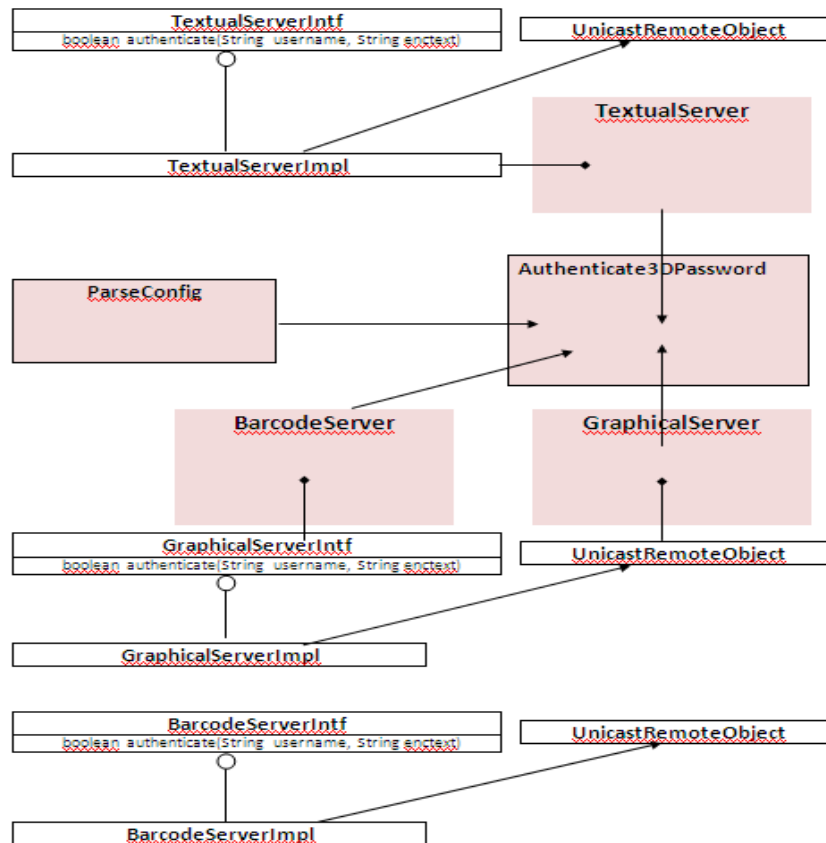 TextualServerIntf
boolean authenticate(String username, String enctext)
UnicastRemoteObject
TextualServer
TextualServerImpl
Authenticate3DPassword
ParseConfig
BarcodeServer
GraphicalServer
GraphicalServerIntf
boolean authenticate(String username, String enctext)
UnicastRemoteObject
GraphicalServerImpl
BarcodeServerIntf
boolean authenticate(String username, String enctext)
UnicastRemoteObject
BarcodeServerImpl